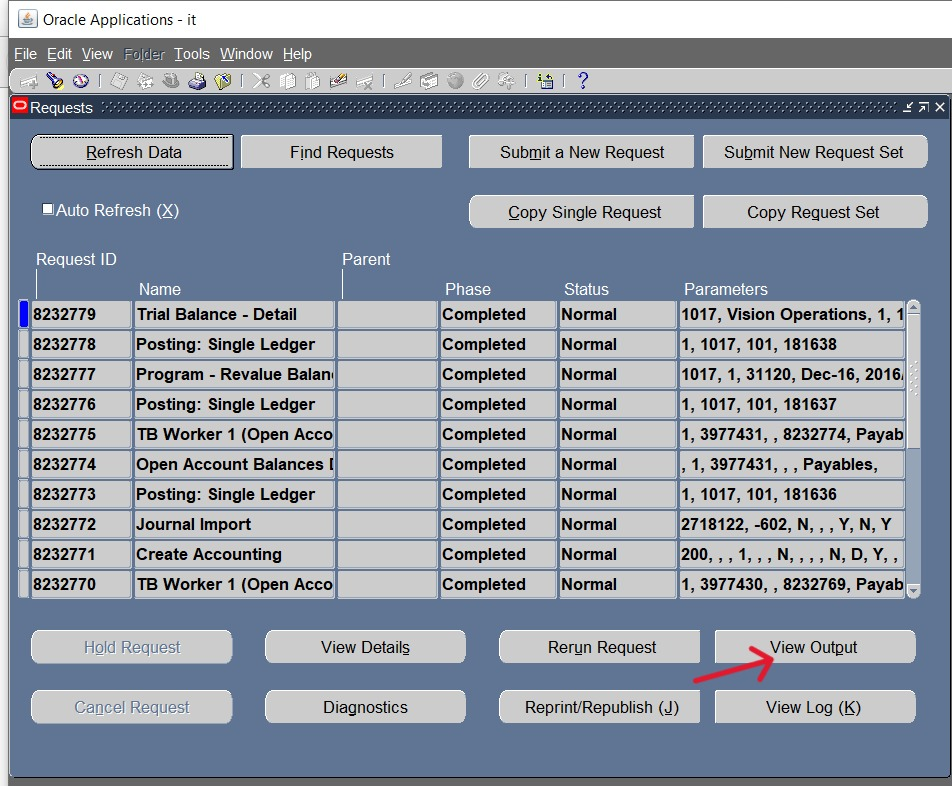 Oracle Applications - it
File Edit View Folder Tools Window Help
Requests
Refresh Data Find Requests Submit a New Request Submit New Request Set
Auto Refresh (X) Copy Single Request Copy Request Set
Request ID Parent
Name Phase Status Parameters
8232779 Trial Balance - Detail Completed Normal 1017, Vision Operations, 1, 1
8232778 Posting: Single Ledger Completed Normal 1, 1017, 101, 181638
8232777 Program - Revalue Balan Completed Normal 1017, 1, 31120, Dec-16, 2016/
8232776 Posting: Single Ledger Completed Normal 1, 1017, 101, 181637
8232775 TB Worker 1 (Open Acco Completed Normal 1, 3977431, , 8232774, Payab
8232774 Open Account Balances D Completed Normal , 1, 3977431, , , Payables,
8232773 Posting: Single Ledger Completed Normal 1, 1017, 101, 181636
8232772 Journal Import Completed Normal 2718122, -602, N, , , Y, N, Y
8232771 Create Accounting Completed Normal 200, , , 1, , , N, , , , N, D, Y, ,
8232770 TB Worker 1 (Open Acco Completed Normal 1, 3977430, , 8232769, Payab
Hold Request View Details Rerun Request View Output
Cancel Request Diagnostics Reprint/Republish (J) View Log (K)